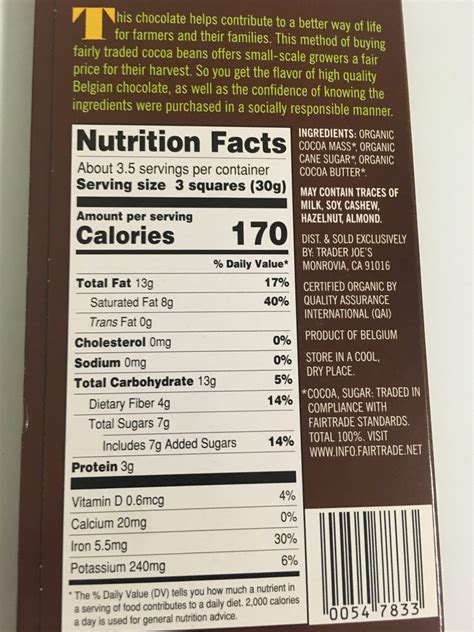 This chocolate helps contribute to a better way of life
for farmers and their families. This method of buying
fairly traded cocoa beans offers small-scale growers a fair
price for their harvest. So you get the flavor of high quality
Belgian chocolate, as well as the confidence of knowing the
ingredients were purchased in a socially responsible manner.
Nutrition Facts
About 3.5 servings per container
Serving size 3 squares (30g)
Amount per serving
Calories 170
% Daily Value*
Total Fat 13g 17%
Saturated Fat 8g 40%
Trans Fat 0g
Cholesterol 0mg 0%
Sodium 0mg 0%
Total Carbohydrate 13g 5%
Dietary Fiber 4g 14%
Total Sugars 7g
Includes 7g Added Sugars 14%
Protein 3g
Vitamin D 0.6mcg 4%
Calcium 20mg 0%
Iron 5.5mg 30%
Potassium 240mg 6%
* The % Daily Value (DV) tells you how much a nutrient in
a serving of food contributes to a daily diet. 2,000 calories
a day is used for general nutrition advice.
INGREDIENTS: ORGANIC
COCOA MASS*, ORGANIC
CANE SUGAR*, ORGANIC
COCOA BUTTER*.
MAY CONTAIN TRACES OF
MILK, SOY, CASHEW,
HAZELNUT, ALMOND.
DIST. & SOLD EXCLUSIVELY
BY: TRADER JOE'S
MONROVIA, CA 91016
CERTIFIED ORGANIC BY
QUALITY ASSURANCE
INTERNATIONAL (QAI)
PRODUCT OF BELGIUM
STORE IN A COOL,
DRY PLACE.
*COCOA, SUGAR: TRADED IN
COMPLIANCE WITH
FAIRTRADE STANDARDS.
TOTAL 100%. VISIT
WWW.INFO.FAIRTRADE.NET
0054 7833